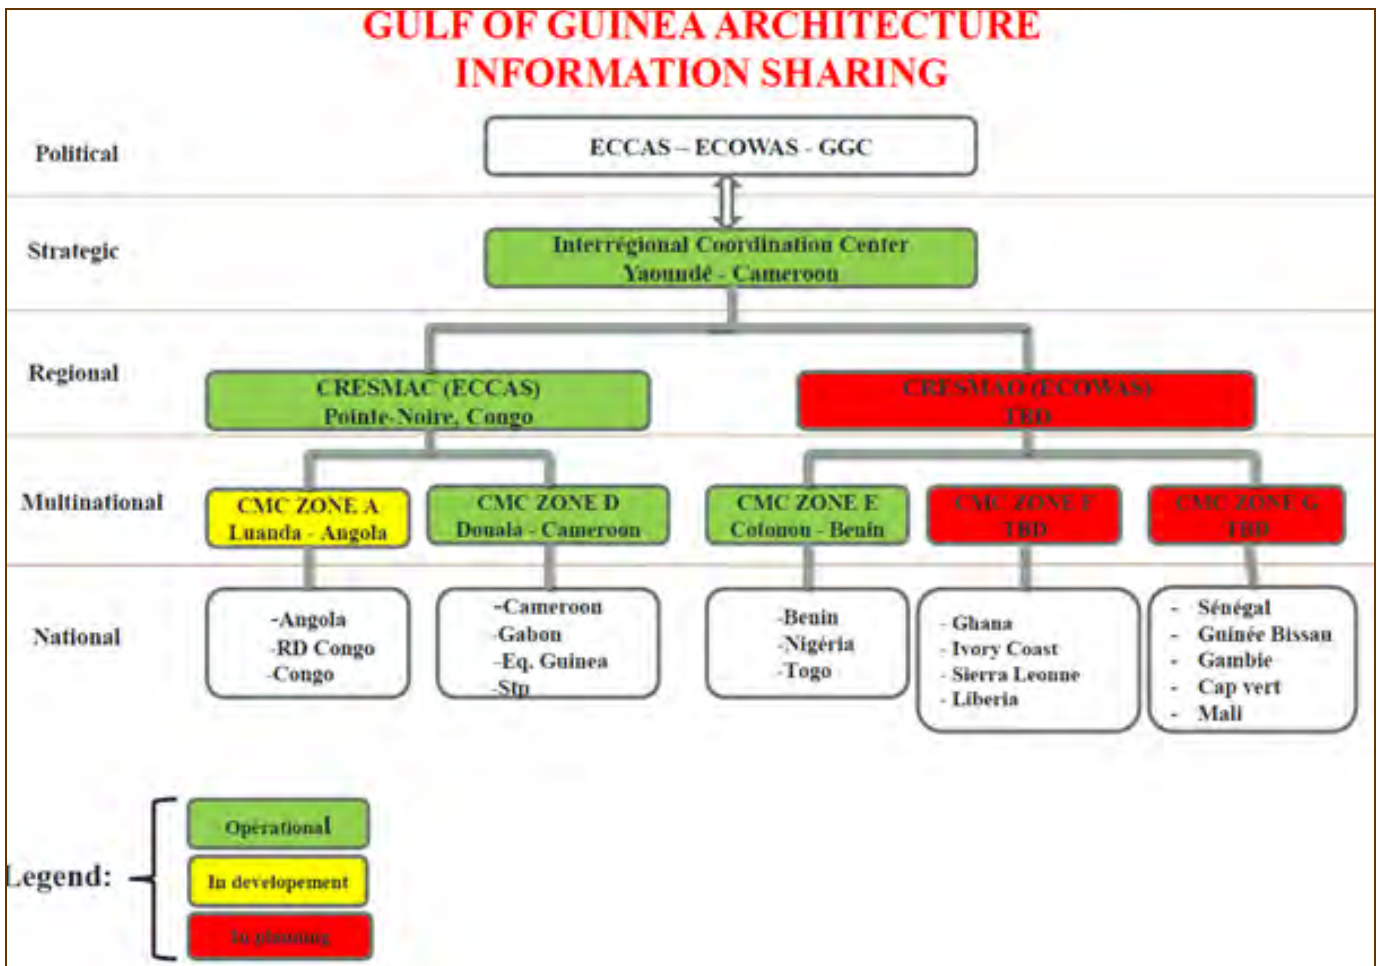 GULF OF GUINEA ARCHITECTURE
INFORMATION SHARING
Political
ECCAS – ECOWAS - GGC
Strategic
Interrégional Coordination Center
Yaoundé - Cameroon
Regional
CRESMAC (ECCAS)
Pointe-Noire, Congo
CRESMAO (ECOWAS)
TBD
Multinational
CMC ZONE A
Luanda - Angola
CMC ZONE D
Douala - Cameroon
CMC ZONE E
Cotonou - Benin
CMC ZONE F
TBD
CMC ZONE G
TBD
National
-Angola
-RD Congo
-Congo
-Cameroon
-Gabon
-Eq. Guinea
-Stp
-Benin
-Nigéria
-Togo
- Ghana
- Ivory Coast
- Sierra Leonne
- Liberia
- Sénégal
- Guinée Bissau
- Gambie
- Cap vert
- Mali
Legend:
Opérational
In developement
In planning